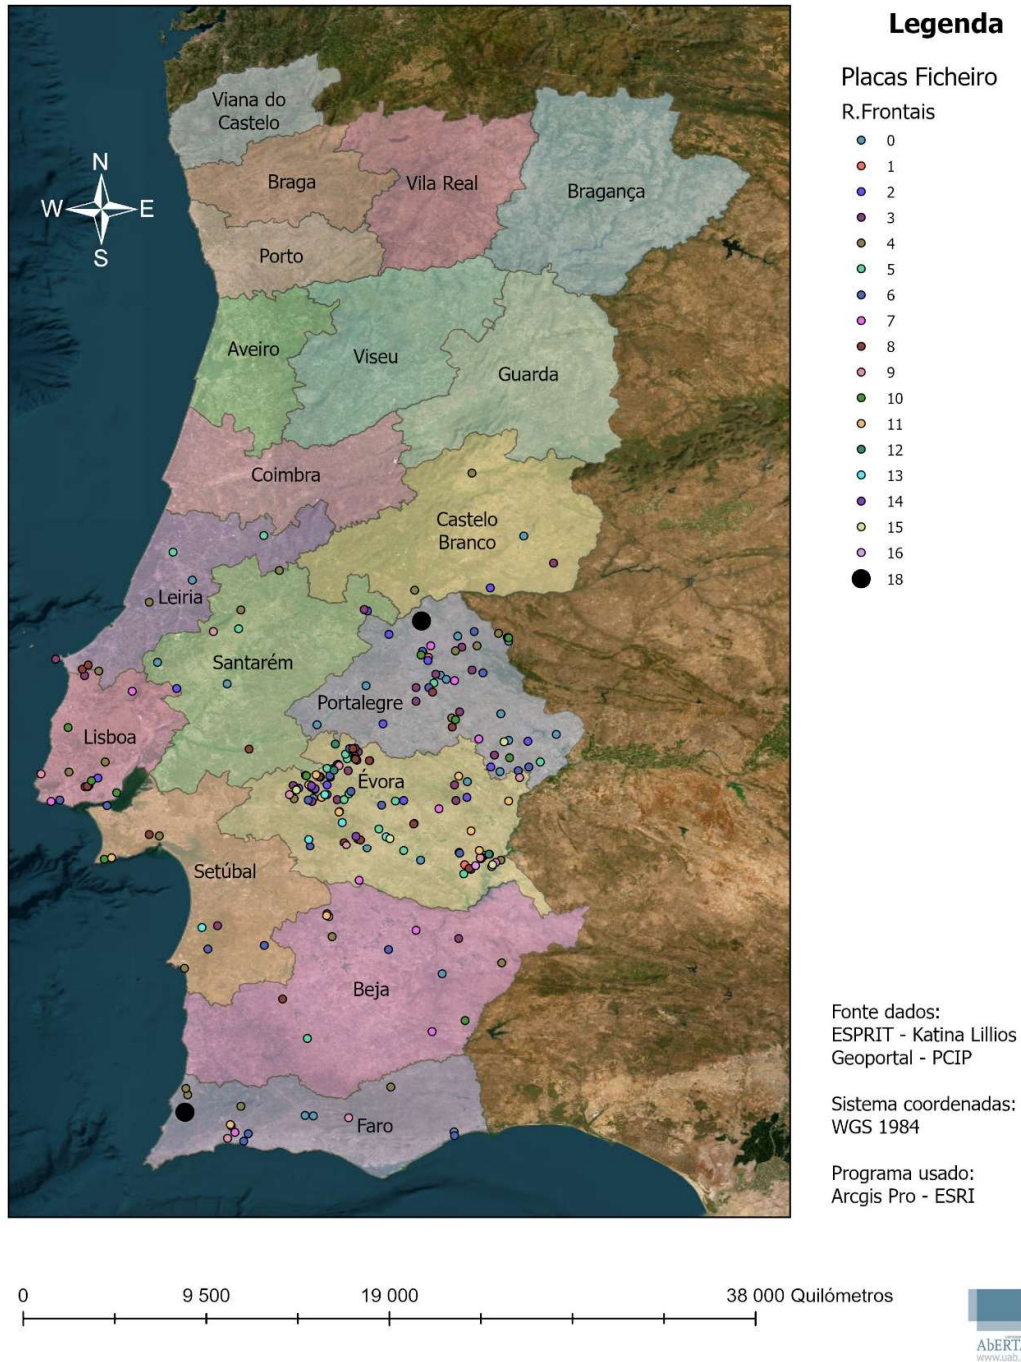 Legenda
Placas Ficheiro
R.Frontais
0
1
2
3
4
5
6
7
8
9
10
11
12
13
14
15
16
18
N
W E
S
Viana do
Castelo
Braga
Vila Real
Bragança
Porto
Aveiro
Viseu
Guarda
Coimbra
Castelo
Branco
Leiria
Santarém
Portalegre
Lisboa
Évora
Setúbal
Beja
Faro
Fonte dados:
ESPRIT - Katina Lillios
Geoportal - PCIP
Sistema coordenadas:
WGS 1984
Programa usado:
Arcgis Pro - ESRI
0 9 500 19 000 38 000 Quilómetros
AbERTA
www.uab.